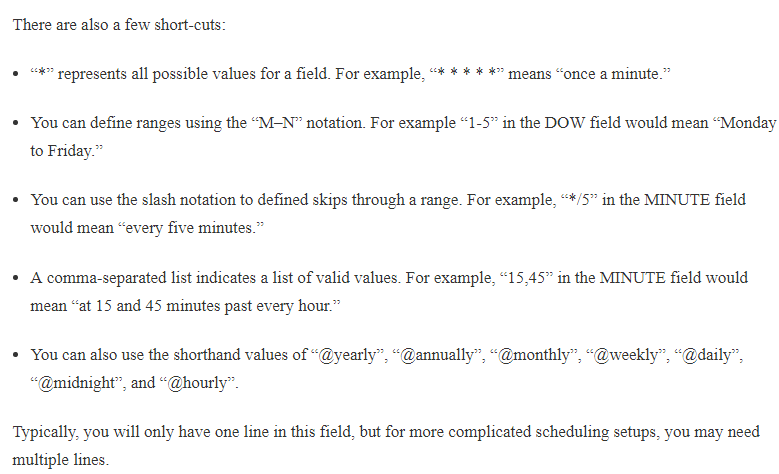 There are also a few short-cuts:
• “*” represents all possible values for a field. For example, “* * * * *” means “once a minute.”
• You can define ranges using the “M–N” notation. For example “1-5” in the DOW field would mean “Monday
to Friday.”
• You can use the slash notation to defined skips through a range. For example, “*/5” in the MINUTE field
would mean “every five minutes.”
• A comma-separated list indicates a list of valid values. For example, “15,45” in the MINUTE field would
mean “at 15 and 45 minutes past every hour.”
• You can also use the shorthand values of “@yearly”, “@annually”, “@monthly”, “@weekly”, “@daily”,
“@midnight”, and “@hourly”.
Typically, you will only have one line in this field, but for more complicated scheduling setups, you may need
multiple lines.